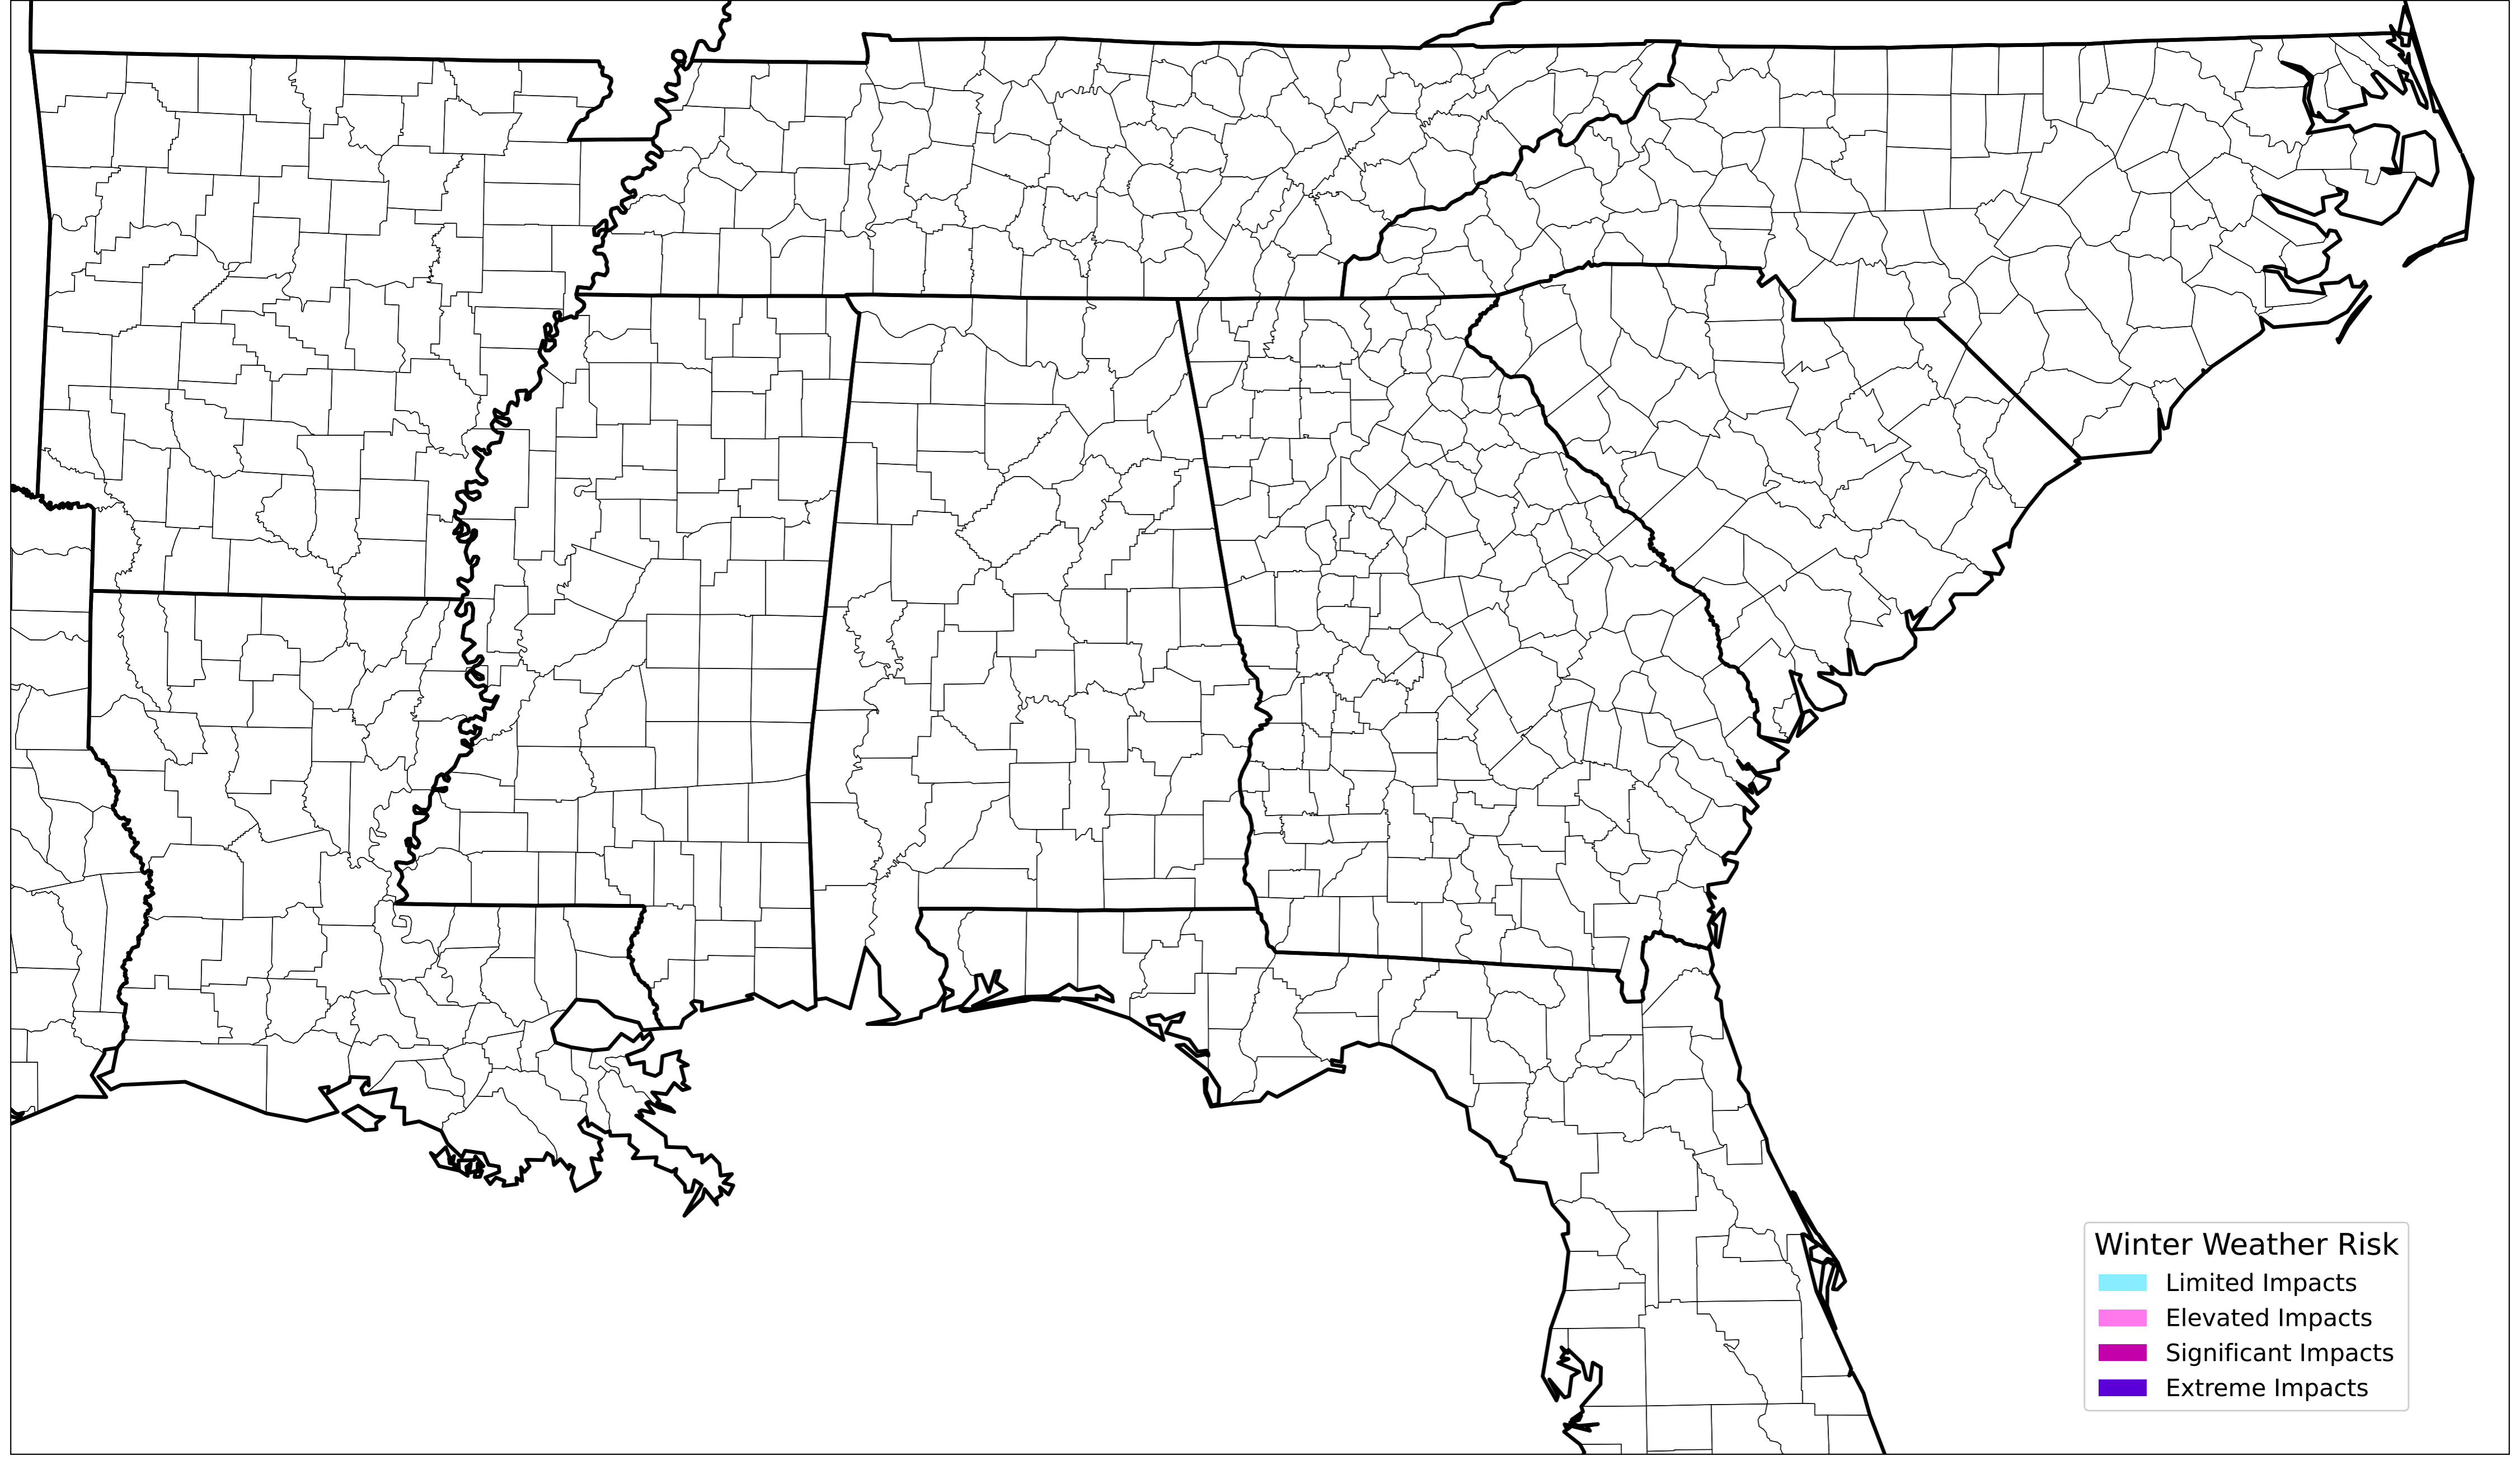 Winter Weather Risk
Limited Impacts
Elevated Impacts
Significant Impacts
Extreme Impacts